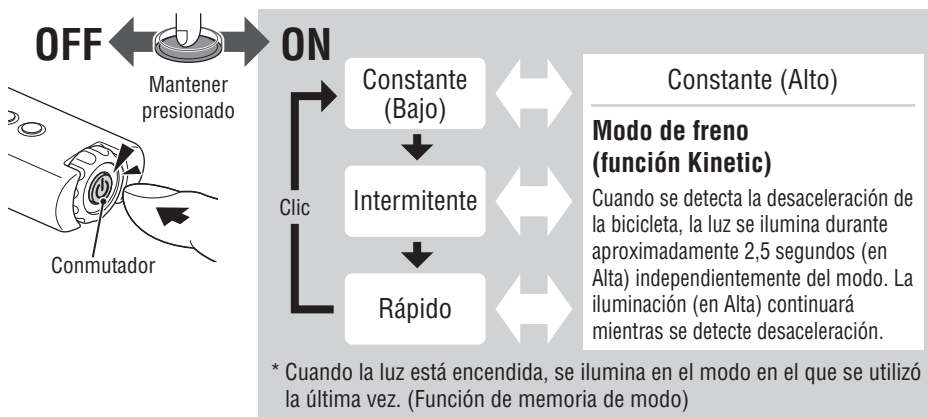 OFF
ON
Mantener
presionado
Conmutador
Clic
Constante
(Bajo)
Intermitente
Rápido
Constante (Alto)
Modo de freno
(función Kinetic)
Cuando se detecta la desaceleración de
la bicicleta, la luz se ilumina durante
aproximadamente 2,5 segundos (en
Alta) independientemente del modo. La
iluminación (en Alta) continuará
mientras se detecte desaceleración.
* Cuando la luz está encendida, se ilumina en el modo en el que se utilizó
la última vez. (Función de memoria de modo)